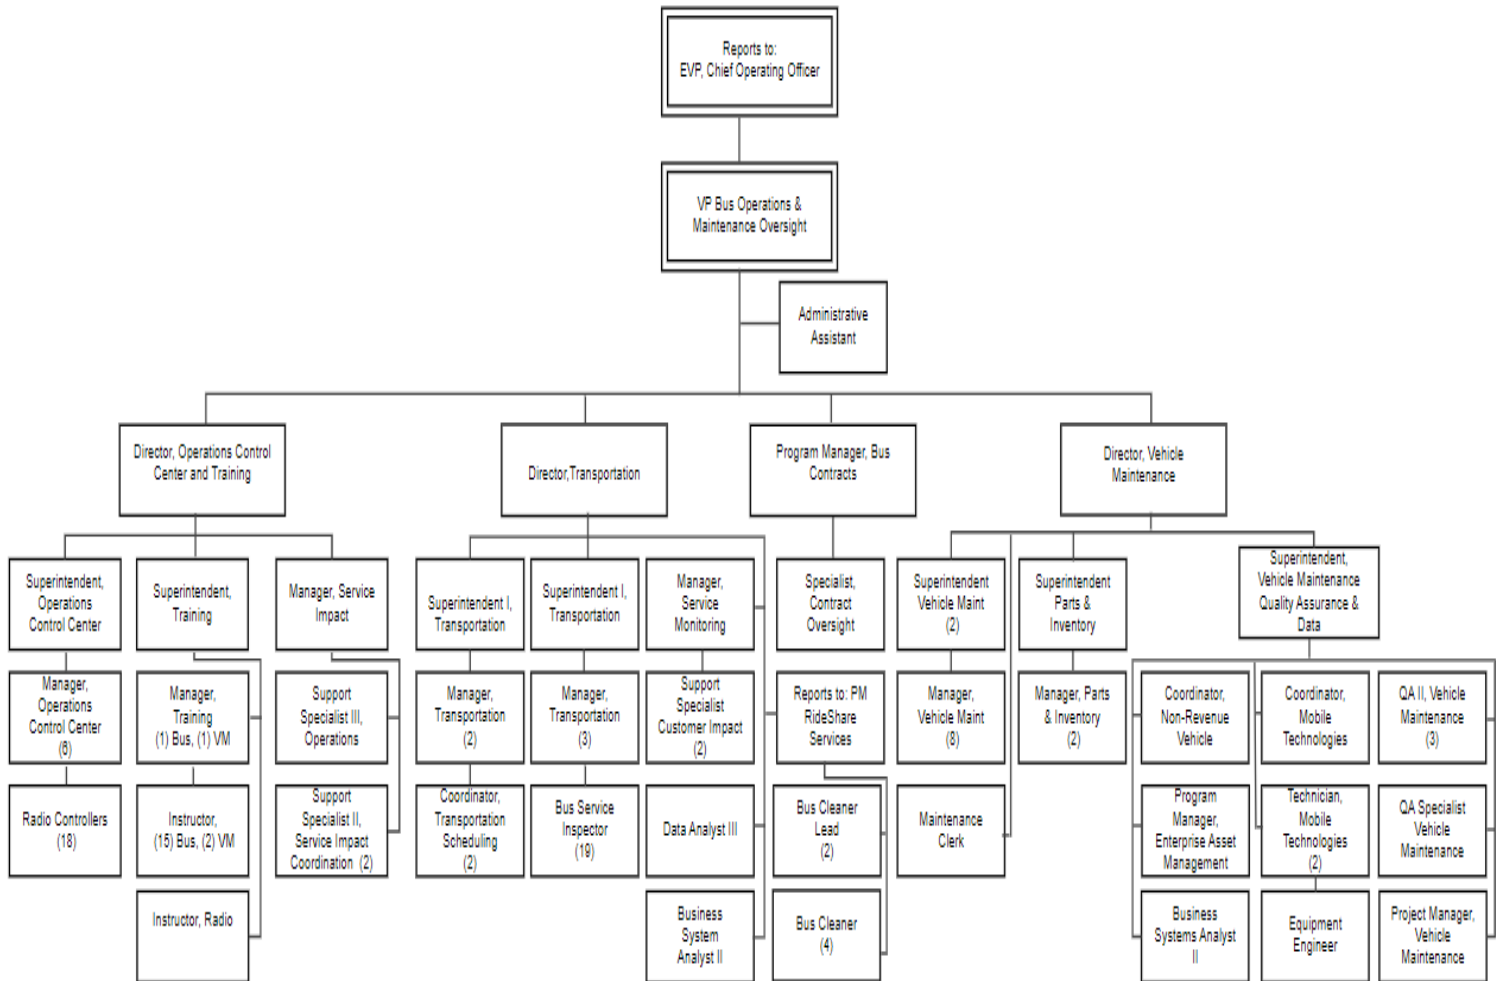 Reports to:
EVP, Chief Operating Officer
VP Bus Operations &
Maintenance Oversight
Administrative
Assistant
Director, Operations Control
Center and Training
Director,Transportation
Program Manager, Bus
Contracts
Director, Vehicle
Maintenance
Superintendent,
Operations
Control Center
Superintendent,
Training
Manager, Service
Impact
Superintendent I,
Transportation
Superintendent I,
Transportation
Manager,
Service
Monitoring
Specialist,
Contract
Oversight
Superintendent
Vehicle Maint
(2)
Superintendent
Parts &
Inventory
Superintendent,
Vehicle Maintenance
Quality Assurance &
Data
Manager,
Operations
Control Center
(6)
Manager,
Training
(1) Bus, (1) VM
Support
Specialist III,
Operations
Manager,
Transportation
(2)
Manager,
Transportation
(3)
Support
Specialist
Customer Impact
(2)
Reports to: PM
RideShare
Services
Manager,
Vehicle Maint
(8)
Manager, Parts
& Inventory
(2)
Coordinator,
Non-Revenue
Vehicle
Coordinator,
Mobile
Technologies
QA II, Vehicle
Maintenance
(3)
Radio Controllers
(18)
Instructor,
(15) Bus, (2) VM
Support
Specialist II,
Service Impact
Coordination (2)
Coordinator,
Transportation
Scheduling
(2)
Bus Service
Inspector
(19)
Data Analyst III
Bus Cleaner
Lead
(2)
Maintenance
Clerk
Program
Manager,
Enterprise Asset
Management
Technician,
Mobile
Technologies
(2)
QA Specialist
Vehicle
Maintenance
Instructor, Radio
Business
System
Analyst II
Bus Cleaner
(4)
Business
Systems Analyst
II
Equipment
Engineer
Project Manager,
Vehicle
Maintenance